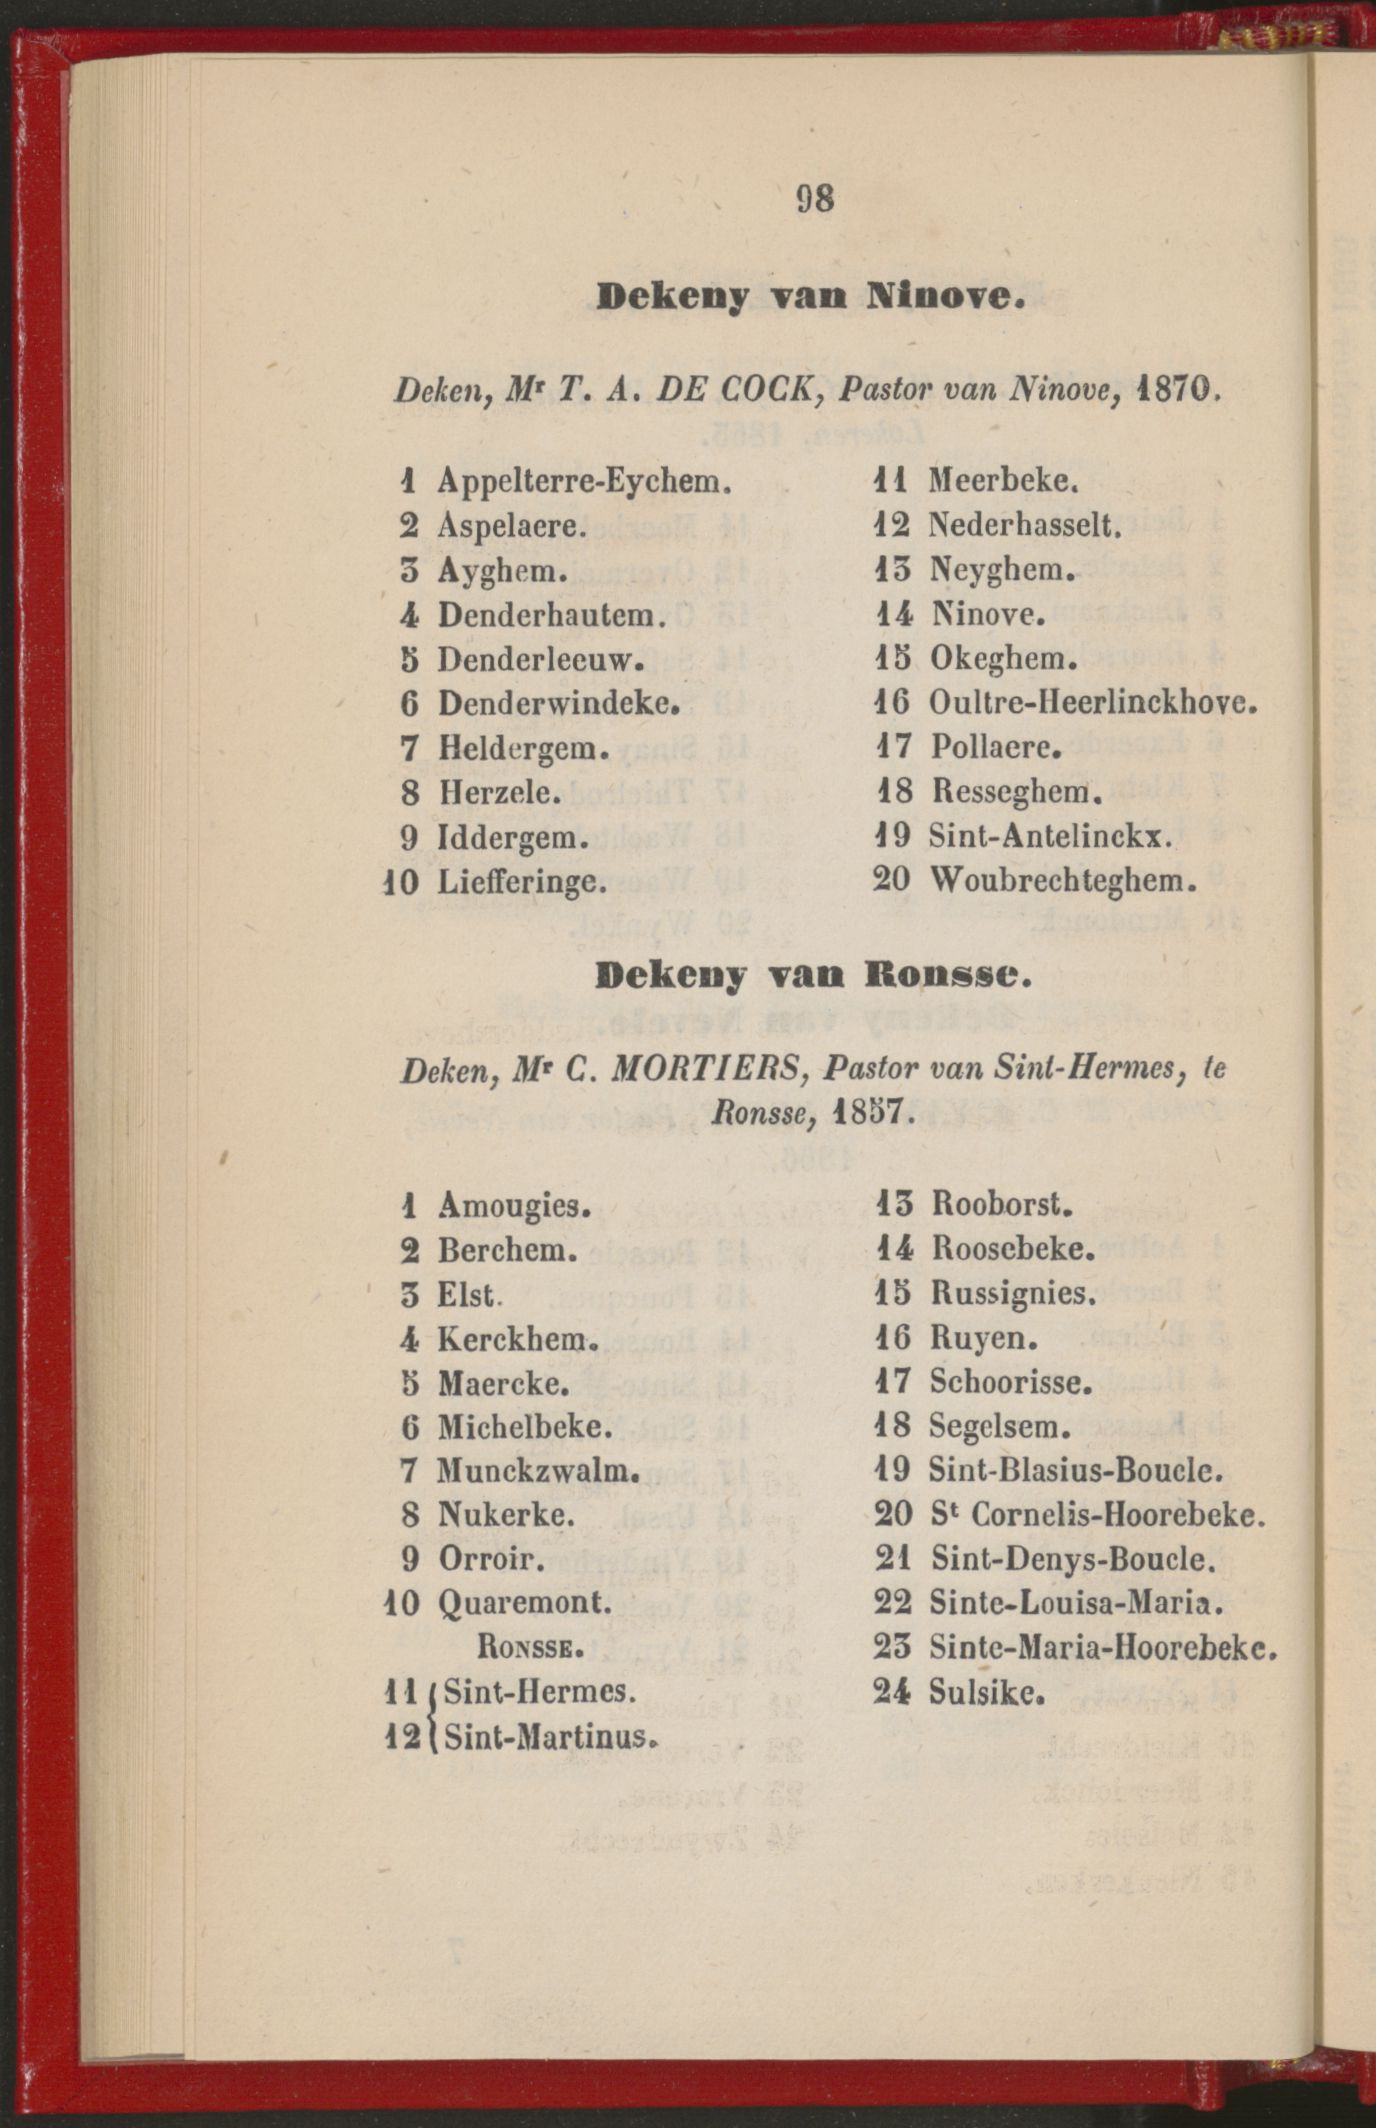 98
Dekeny van Ninove.
Deken, Mr T. A. DE COCK, Pastor van Ninove, 1870.
1 Appelterre-Eychem.
2 Aspelaere.
3 Ayghem.
4 Denderhautem.
5 Denderleeuw.
6 Denderwindeke.
7 Heldergem.
8 Herzele.
9 Iddergem.
10 Liefferinge.
11 Meerbeke.
12 Nederhasselt.
13 Neyghem.
14 Ninove.
15 Okeghem.
16 Oultre-Heerlinckhove.
17 Pollaere.
18 Resseghem.
19 Sint-Antelinckx.
20 Woubrechteghem.
Dekeny van Ronsse.
Deken, Mr C. MORTIERS, Pastor van Sint-Hermes, te
Ronsse, 1857.
1 Amougies.
2 Berchem.
3 Elst.
4 Kerckhem.
5 Maercke.
6 Michelbeke.
7 Munckzwalm.
8 Nukerke.
9 Orroir.
10 Quaremont.
RONSSE.
11 { Sint-Hermes.
12 { Sint-Martinus.
13 Rooborst.
14 Roosebeke.
15 Russignies.
16 Ruyen.
17 Schoorisse.
18 Segelsem.
19 Sint-Blasius-Boucle.
20 St Cornelis-Hoorebeke.
21 Sint-Denys-Boucle.
22 Sinte-Louisa-Maria.
23 Sinte-Maria-Hoorebeke.
24 Sulsike.